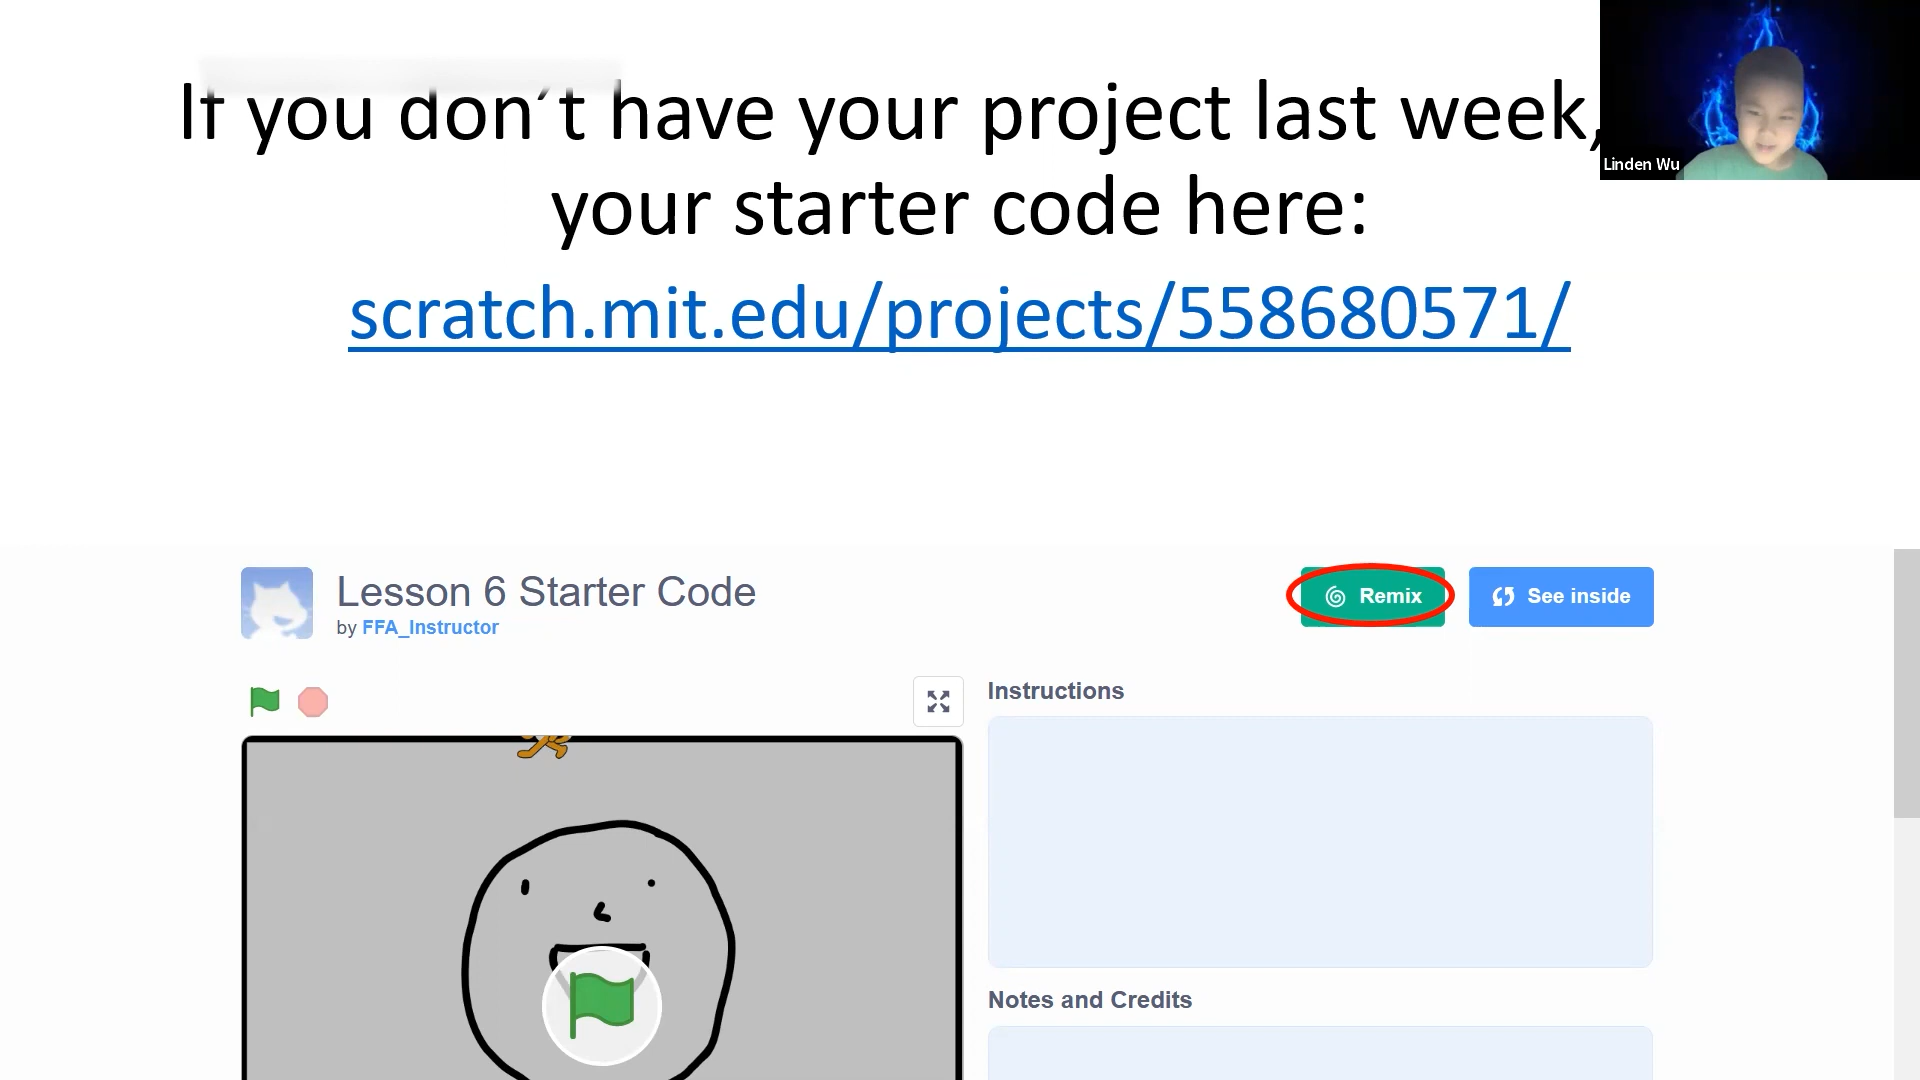 If you don’t have your project last week,
your starter code here:
scratch.mit.edu/projects/558680571/
Linden Wu
Lesson 6 Starter Code
by FFA_Instructor
Remix
See inside
Instructions
Notes and Credits